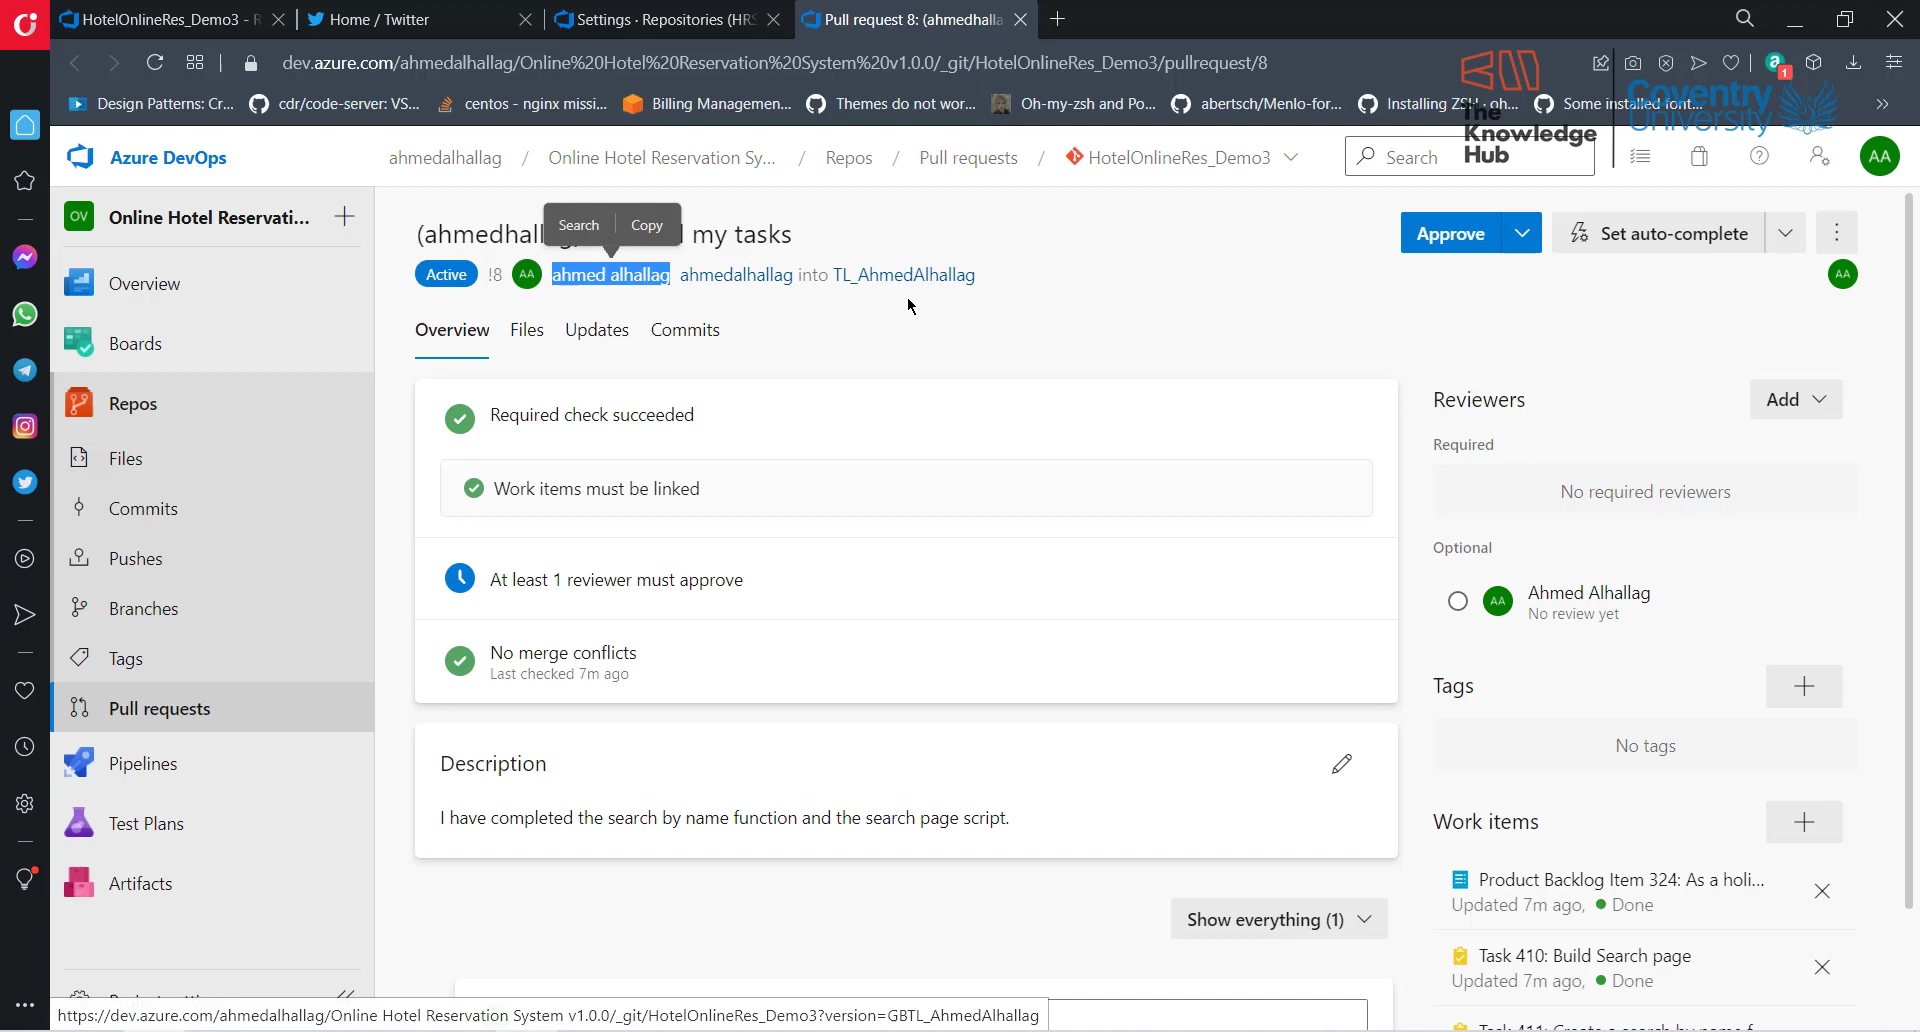 HotelOnlineRes_Demo3 - R
Home / Twitter
Settings · Repositories (HRS
Pull request 8: (ahmedhalla
dev.azure.com/ahmedalhallag/Online%20Hotel%20Reservation%20System%20v1.0.0/_git/HotelOnlineRes_Demo3/pullrequest/8
1
Design Patterns: Cr...
cdr/code-server: VS...
centos - nginx missi...
Billing Managemen...
Themes do not wor...
Oh-my-zsh and Po...
abertsch/Menlo-for...
Installing ZSH · oh...
Some installed font...
The
Knowledge
Hub
Coventry
University
Azure DevOps
ahmedalhallag / Online Hotel Reservation Sy... / Repos / Pull requests / HotelOnlineRes_Demo3
Search
AA
OV
Online Hotel Reservati...
Overview
Boards
Repos
Files
Commits
Pushes
Branches
Tags
Pull requests
Pipelines
Test Plans
Artifacts
Search
Copy
(ahmedhall my tasks
Active !8 AA ahmed alhallag ahmedalhallag into TL_AhmedAlhallag
Approve
Set auto-complete
AA
Overview Files Updates Commits
Required check succeeded
Work items must be linked
At least 1 reviewer must approve
No merge conflicts
Last checked 7m ago
Description
I have completed the search by name function and the search page script.
Show everything (1)
Reviewers
Add
Required
No required reviewers
Optional
AA
Ahmed Alhallag
No review yet
Tags
No tags
Work items
Product Backlog Item 324: As a holi...
Updated 7m ago, Done
Task 410: Build Search page
Updated 7m ago, Done
https://dev.azure.com/ahmedalhallag/Online Hotel Reservation System v1.0.0/_git/HotelOnlineRes_Demo3?version=GBTL_AhmedAlhallag